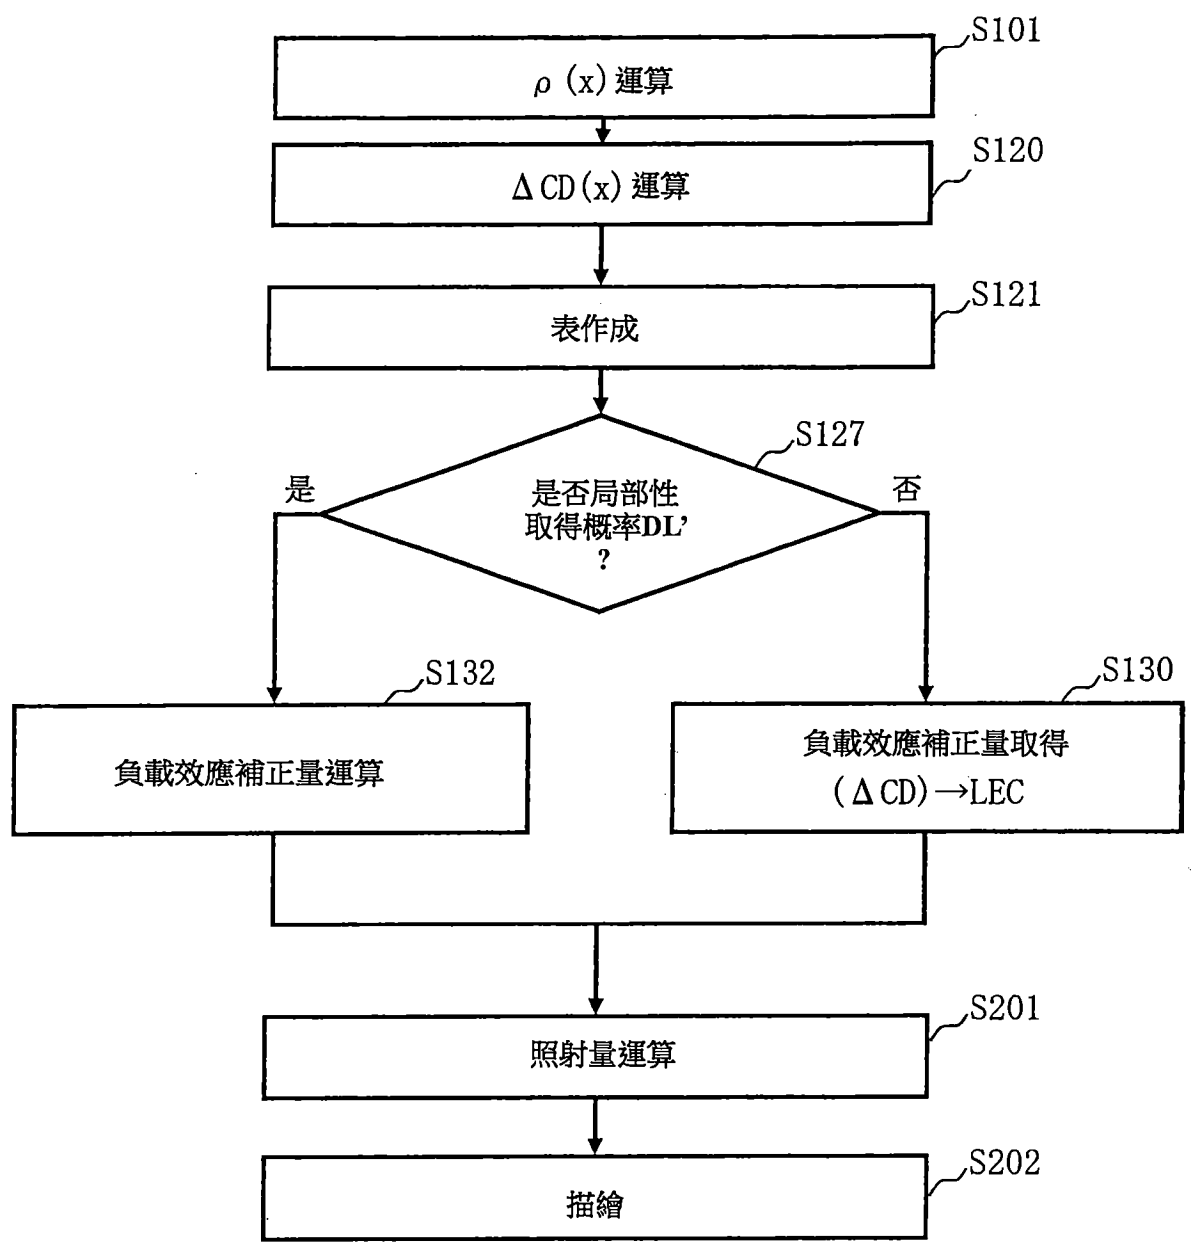 S101
ρ (x)運算
S120
ΔCD(x)運算
S121
表作成
S127
是
否
是否局部性
取得概率DL’
?
S132
S130
負載效應補正量運算
負載效應補正量取得
(ΔCD)→LEC
S201
照射量運算
S202
描繪